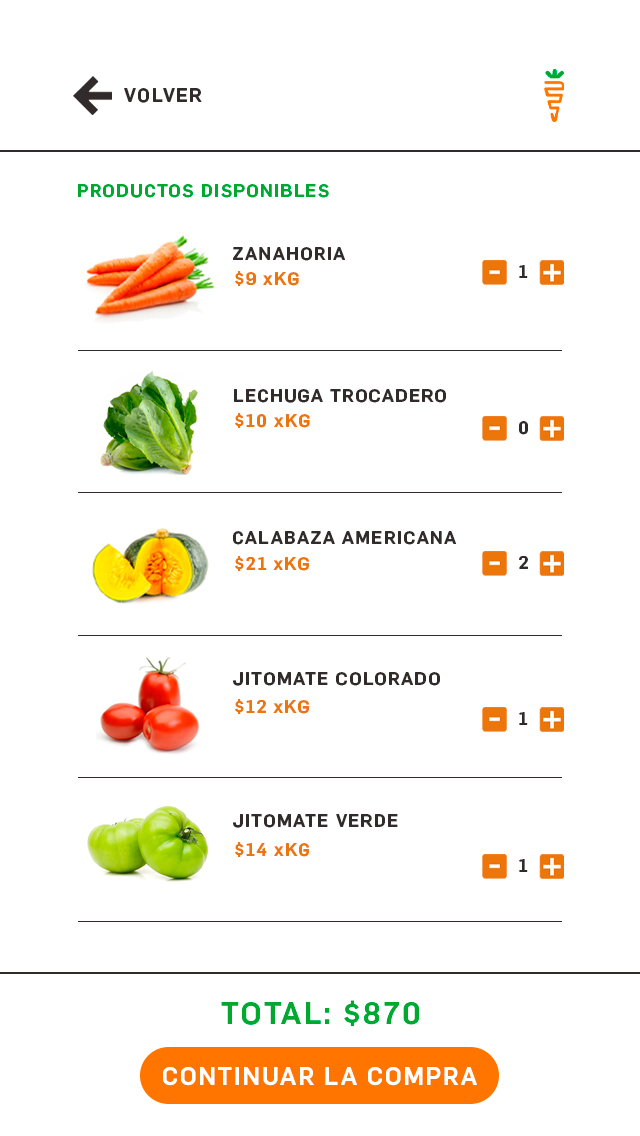 VOLVER
PRODUCTOS DISPONIBLES
ZANAHORIA
$9 xKG
- 1 +
LECHUGA TROCADERO
$10 xKG
- 0 +
CALABAZA AMERICANA
$21 xKG
- 2 +
JITOMATE COLORADO
$12 xKG
- 1 +
JITOMATE VERDE
$14 xKG
- 1 +
TOTAL: $870
CONTINUAR LA COMPRA